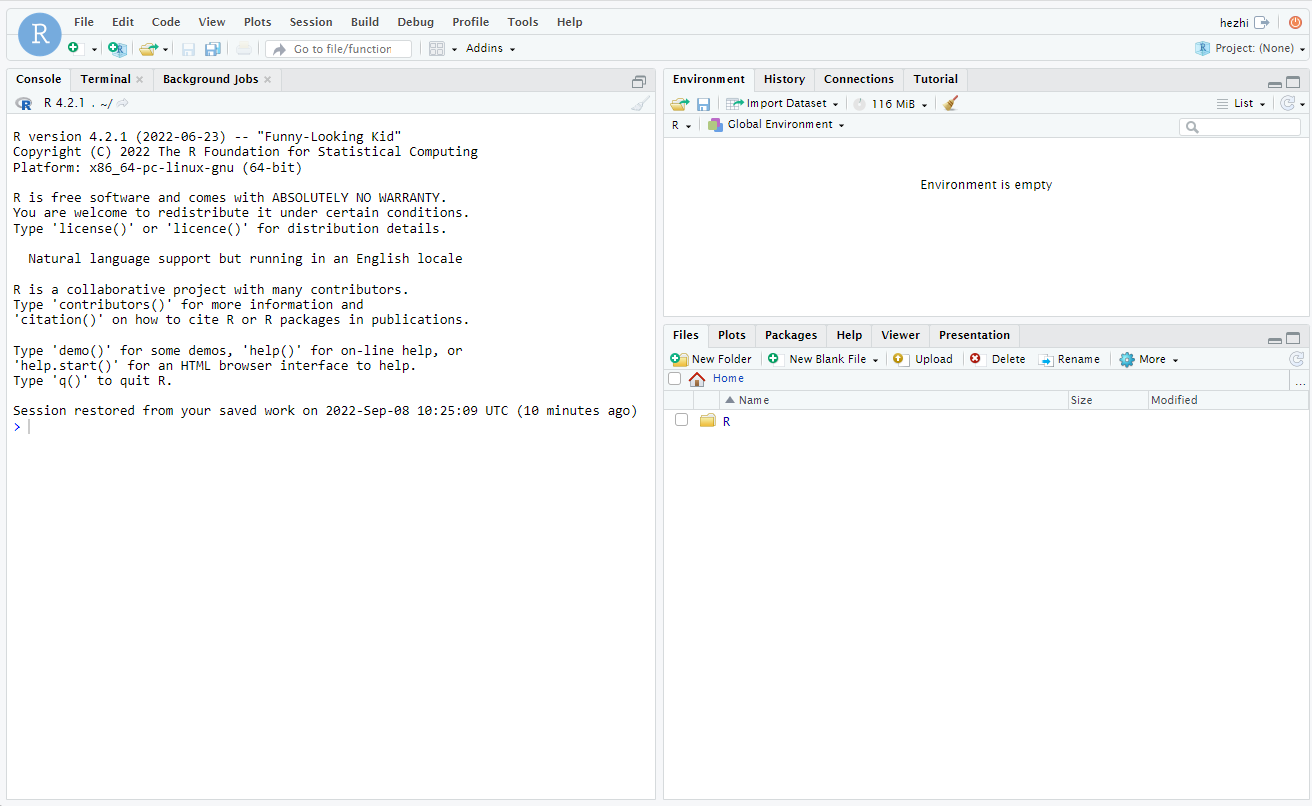 R
File Edit Code View Plots Session Build Debug Profile Tools Help
hezhi
Go to file/function
Addins
Project: (None)
Console Terminal Background Jobs
R 4.2.1 . ~/
R version 4.2.1 (2022-06-23) -- "Funny-Looking Kid"
Copyright (C) 2022 The R Foundation for Statistical Computing
Platform: x86_64-pc-linux-gnu (64-bit)
R is free software and comes with ABSOLUTELY NO WARRANTY.
You are welcome to redistribute it under certain conditions.
Type 'license()' or 'licence()' for distribution details.
Natural language support but running in an English locale
R is a collaborative project with many contributors.
Type 'contributors()' for more information and
'citation()' on how to cite R or R packages in publications.
Type 'demo()' for some demos, 'help()' for on-line help, or
'help.start()' for an HTML browser interface to help.
Type 'q()' to quit R.
Session restored from your saved work on 2022-Sep-08 10:25:09 UTC (10 minutes ago)
>
Environment History Connections Tutorial
Import Dataset 116 MiB List
R Global Environment
Environment is empty
Files Plots Packages Help Viewer Presentation
New Folder New Blank File Upload Delete Rename More
Home ...
Name Size Modified
R